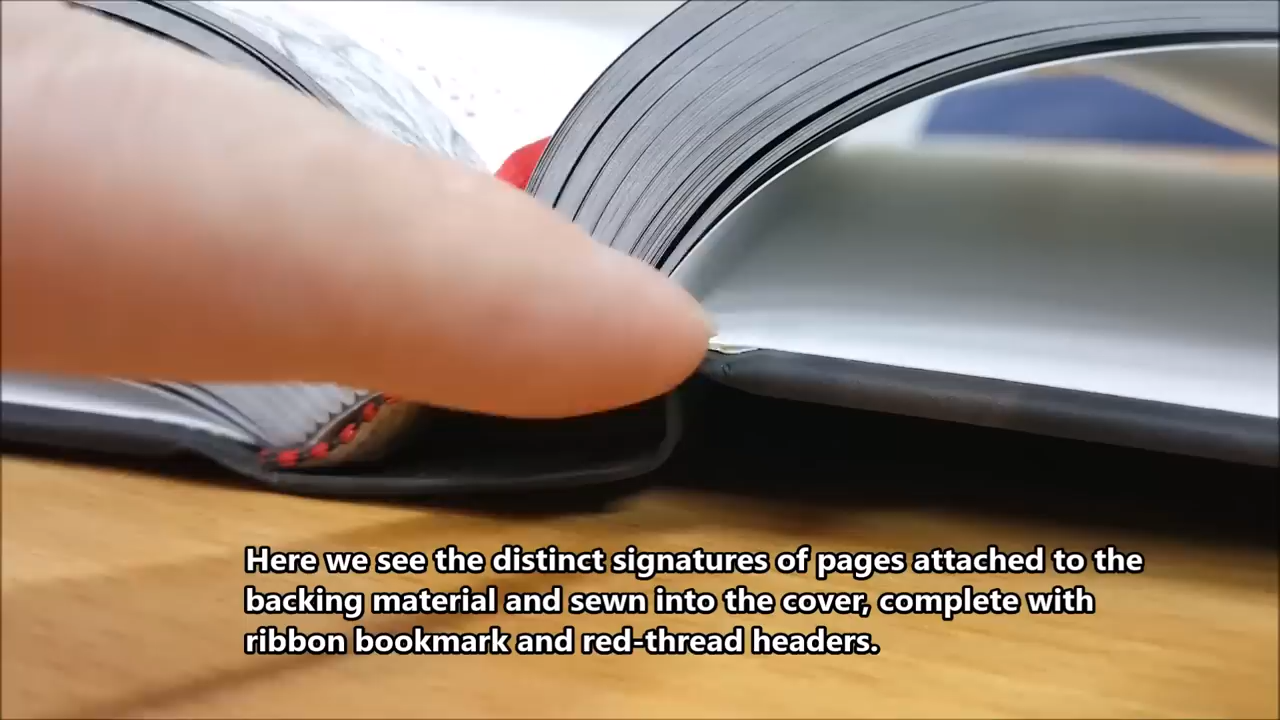 Here we see the distinct signatures of pages attached to the
backing material and sewn into the cover, complete with
ribbon bookmark and red-thread headers.